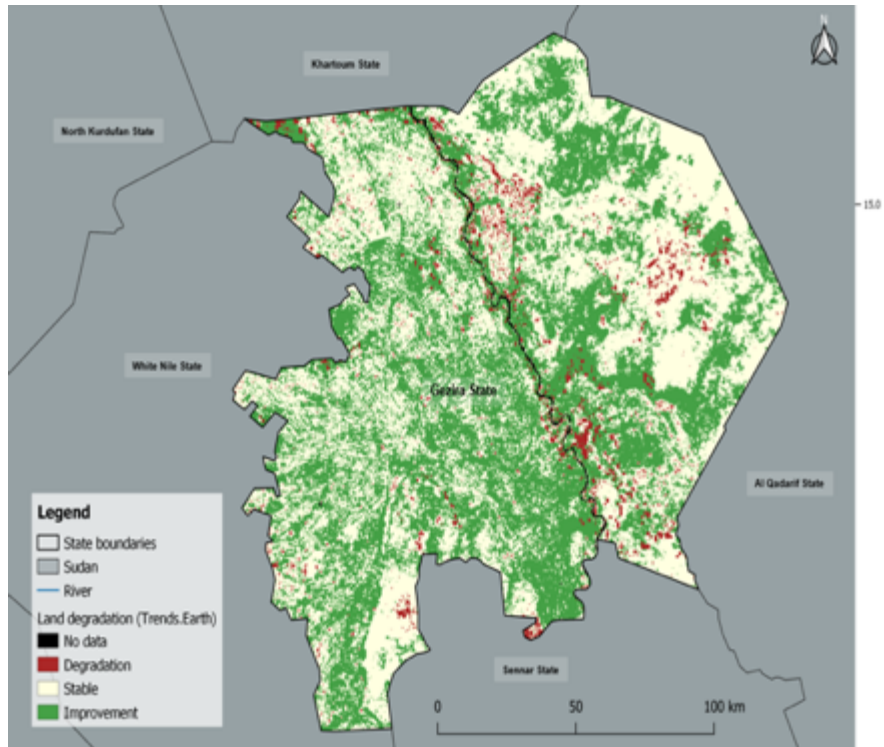 N
Khartoum State
North Kurdufan State
15.0
White Nile State
Gezira State
Al Qadarif State
Legend
State boundaries
Sudan
River
Land degradation (Trends.Earth)
No data
Degradation
Stable
Improvement
Sennar State
0 50 100 km